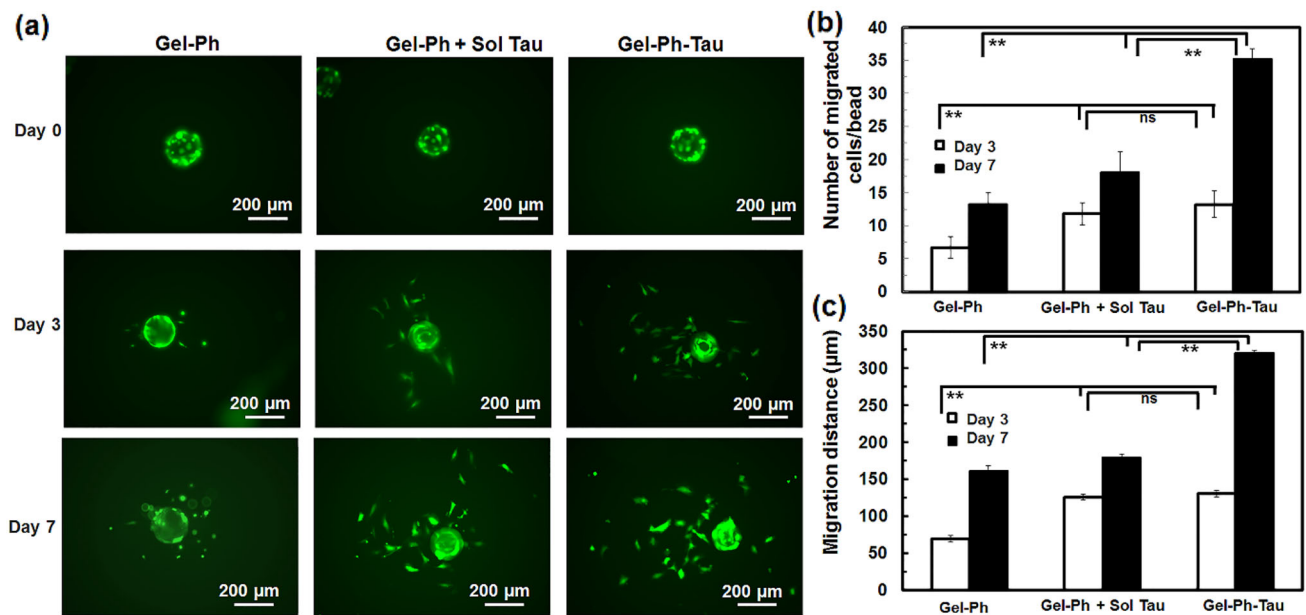 (a)
Gel-Ph
Gel-Ph + Sol Tau
Gel-Ph-Tau
Day 0
200 µm
200 µm
200 µm
Day 3
200 µm
200 µm
200 µm
Day 7
200 µm
200 µm
200 µm
(b)
Number of migrated
cells/bead
40
35
30
25
20
15
10
5
0
**
**
**
ns
Day 3
Day 7
Gel-Ph
Gel-Ph + Sol Tau
Gel-Ph-Tau
(c)
Migration distance (µm)
350
300
250
200
150
100
50
0
**
**
**
ns
Day 3
Day 7
Gel-Ph
Gel-Ph + Sol Tau
Gel-Ph-Tau